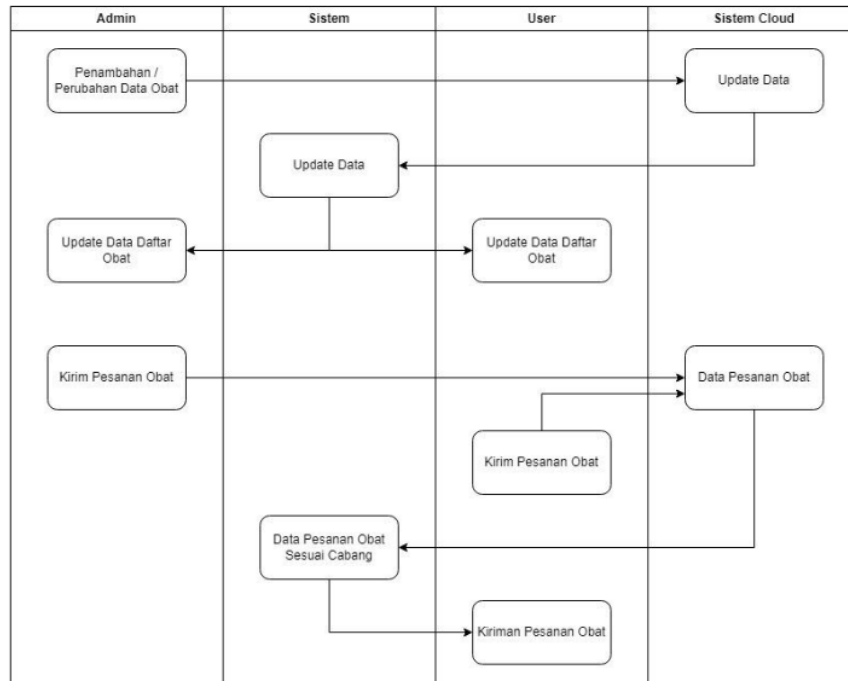 Admin
Sistem
User
Sistem Cloud
Penambahan /
Perubahan Data Obat
Update Data
Update Data
Update Data Daftar
Obat
Update Data Daftar
Obat
Kirim Pesanan Obat
Data Pesanan Obat
Kirim Pesanan Obat
Data Pesanan Obat
Sesuai Cabang
Kiriman Pesanan Obat